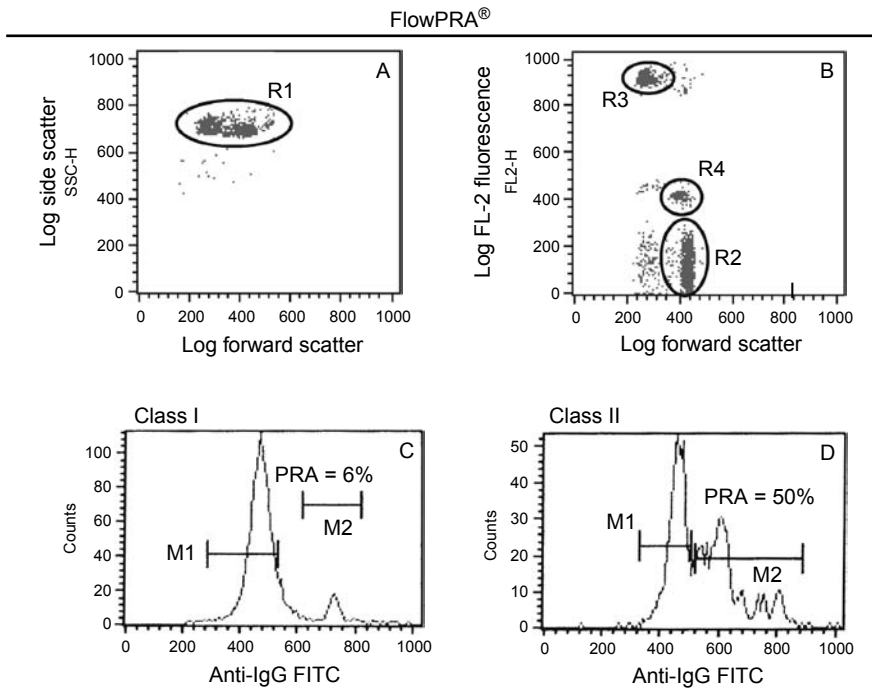 FlowPRA®
A
R1
1000
800
600
400
200
0
Log side scatter
SSC-H
0 200 400 600 800 1000
Log forward scatter
B
R3
R4
R2
1000
800
600
400
200
0
Log FL-2 fluorescence
FL2-H
0 200 400 600 800 1000
Log forward scatter
Class I
C
PRA = 6%
M1
M2
100
80
60
40
20
0
Counts
0 200 400 600 800 1000
Anti-IgG FITC
Class II
D
PRA = 50%
M1
M2
50
40
30
20
10
0
Counts
0 200 400 600 800 1000
Anti-IgG FITC